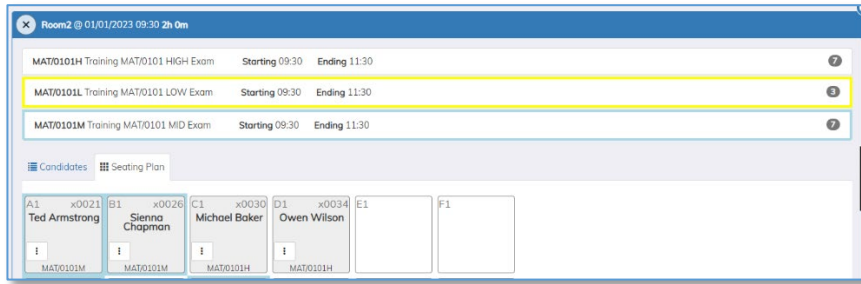 Room2 @ 01/01/2023 09:30 2h 0m
MAT/0101H Training MAT/0101 HIGH Exam Starting 09:30 Ending 11:30 7
MAT/0101L Training MAT/0101 LOW Exam Starting 09:30 Ending 11:30 3
MAT/0101M Training MAT/0101 MID Exam Starting 09:30 Ending 11:30 7
Candidates Seating Plan
A1 x0021 B1 x0026 C1 x0030 D1 x0034 E1 F1
Ted Armstrong Sienna Chapman Michael Baker Owen Wilson
MAT/0101M MAT/0101M MAT/0101H MAT/0101H